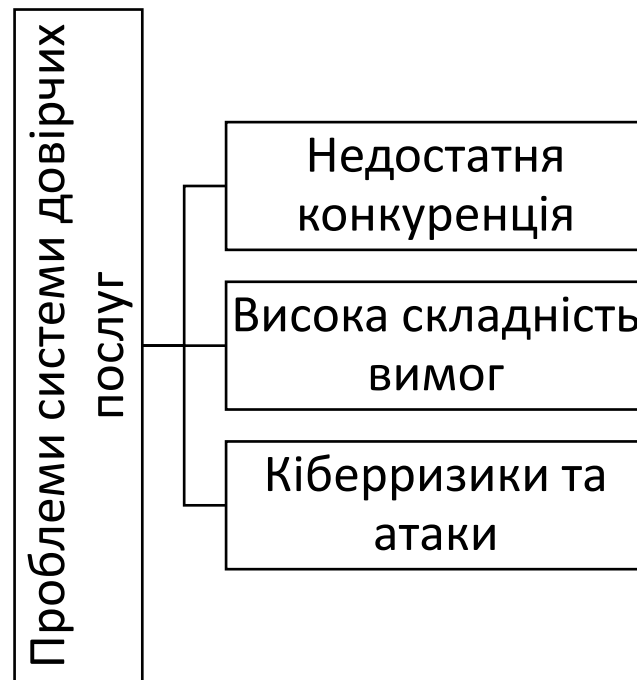 Проблеми системи довірчих
послуг
Недостатня
конкуренція
Висока складність
вимог
Кіберризики та
атаки